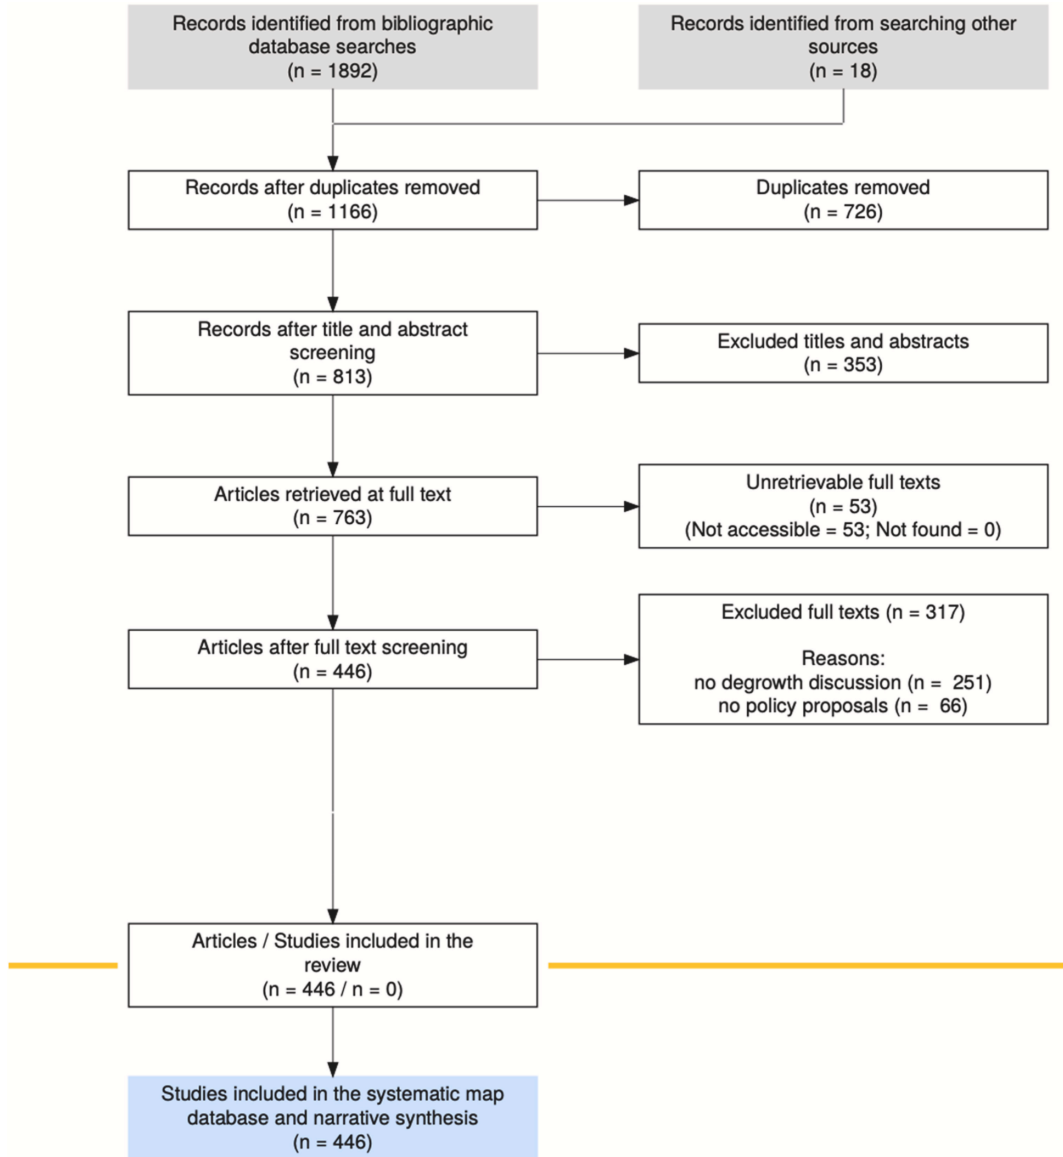 Records identified from bibliographic
database searches
(n = 1892)
Records identified from searching other
sources
(n = 18)
Records after duplicates removed
(n = 1166)
Duplicates removed
(n = 726)
Records after title and abstract
screening
(n = 813)
Excluded titles and abstracts
(n = 353)
Articles retrieved at full text
(n = 763)
Unretrievable full texts
(n = 53)
(Not accessible = 53; Not found = 0)
Articles after full text screening
(n = 446)
Excluded full texts (n = 317)
Reasons:
no degrowth discussion (n =  251)
no policy proposals (n =  66)
Articles / Studies included in the
review
(n = 446 / n = 0)
Studies included in the systematic map
database and narrative synthesis
(n = 446)